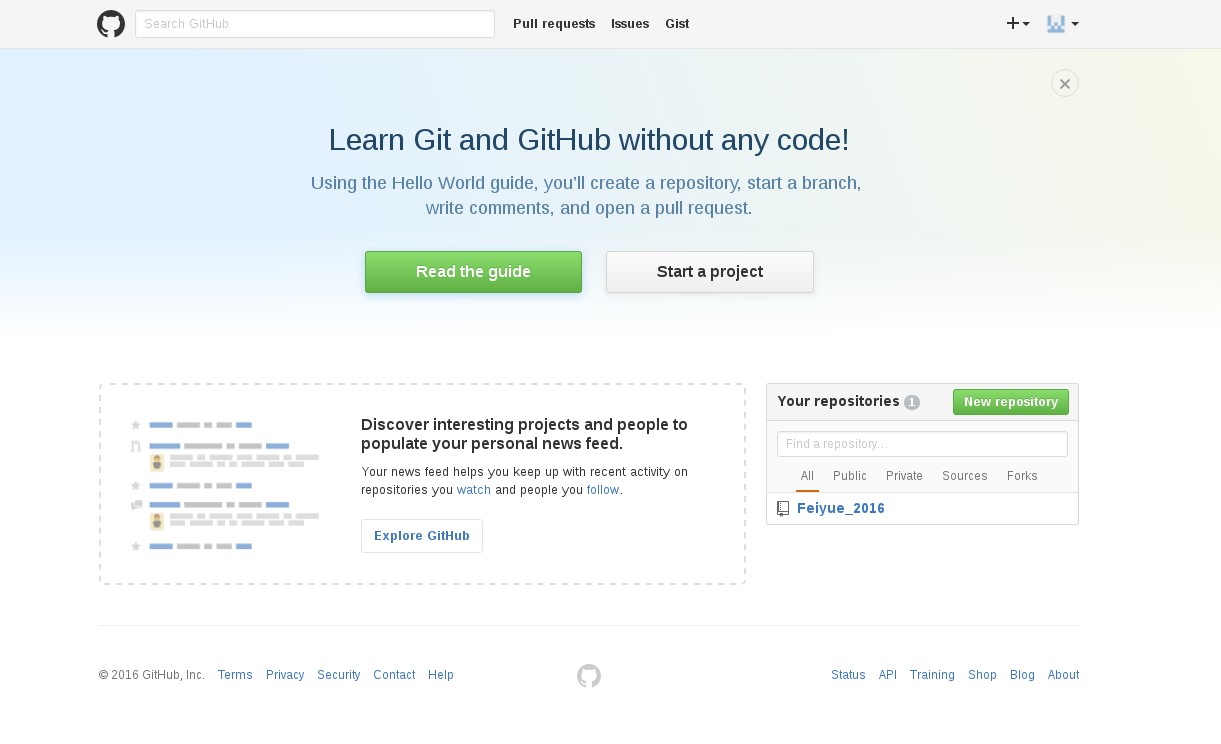 Search GitHub
Pull requests Issues Gist
Learn Git and GitHub without any code!
Using the Hello World guide, you’ll create a repository, start a branch,
write comments, and open a pull request.
Read the guide
Start a project
Discover interesting projects and people to
populate your personal news feed.
Your news feed helps you keep up with recent activity on
repositories you watch and people you follow.
Explore GitHub
Your repositories 1
New repository
Find a repository…
All Public Private Sources Forks
Feiyue_2016
© 2016 GitHub, Inc. Terms Privacy Security Contact Help
Status API Training Shop Blog About